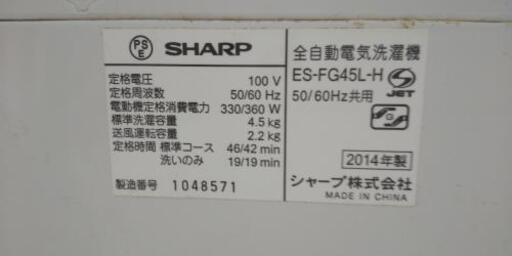 PS
E
SHARP
定格電圧 100 V
定格周波数 50/60 Hz
電動機定格消費電力 330/360 W
標準洗濯容量 4.5 kg
送風運転容量 2.2 kg
定格時間 標準コース 46/42 min
洗いのみ 19/19 min
製造番号 1048571
全自動電気洗濯機
ES-FG45L-H
50/60Hz共用
JET
2014年製
シャープ株式会社
MADE IN CHINA